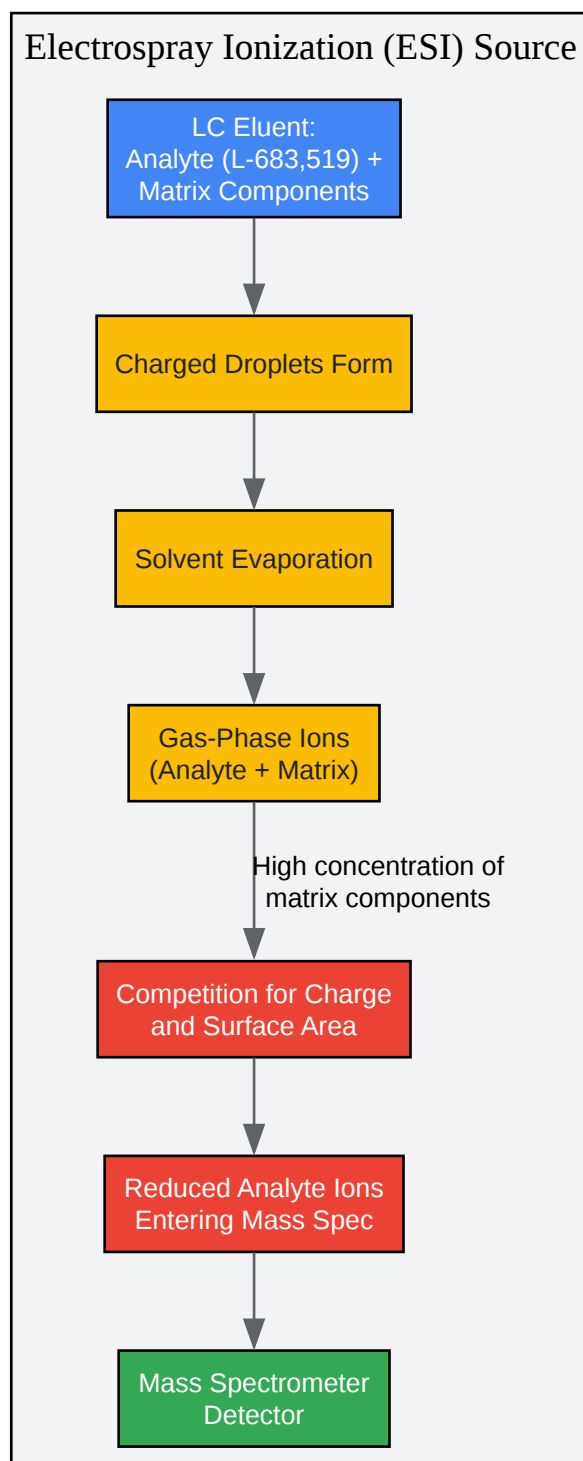 Electrospray Ionization (ESI) Source
LC Eluent:
Analyte (L-683,519) +
Matrix Components
Charged Droplets Form
Solvent Evaporation
Gas-Phase Ions
(Analyte + Matrix)
High concentration of
matrix components
Competition for Charge
and Surface Area
Reduced Analyte Ions
Entering Mass Spec
Mass Spectrometer
Detector